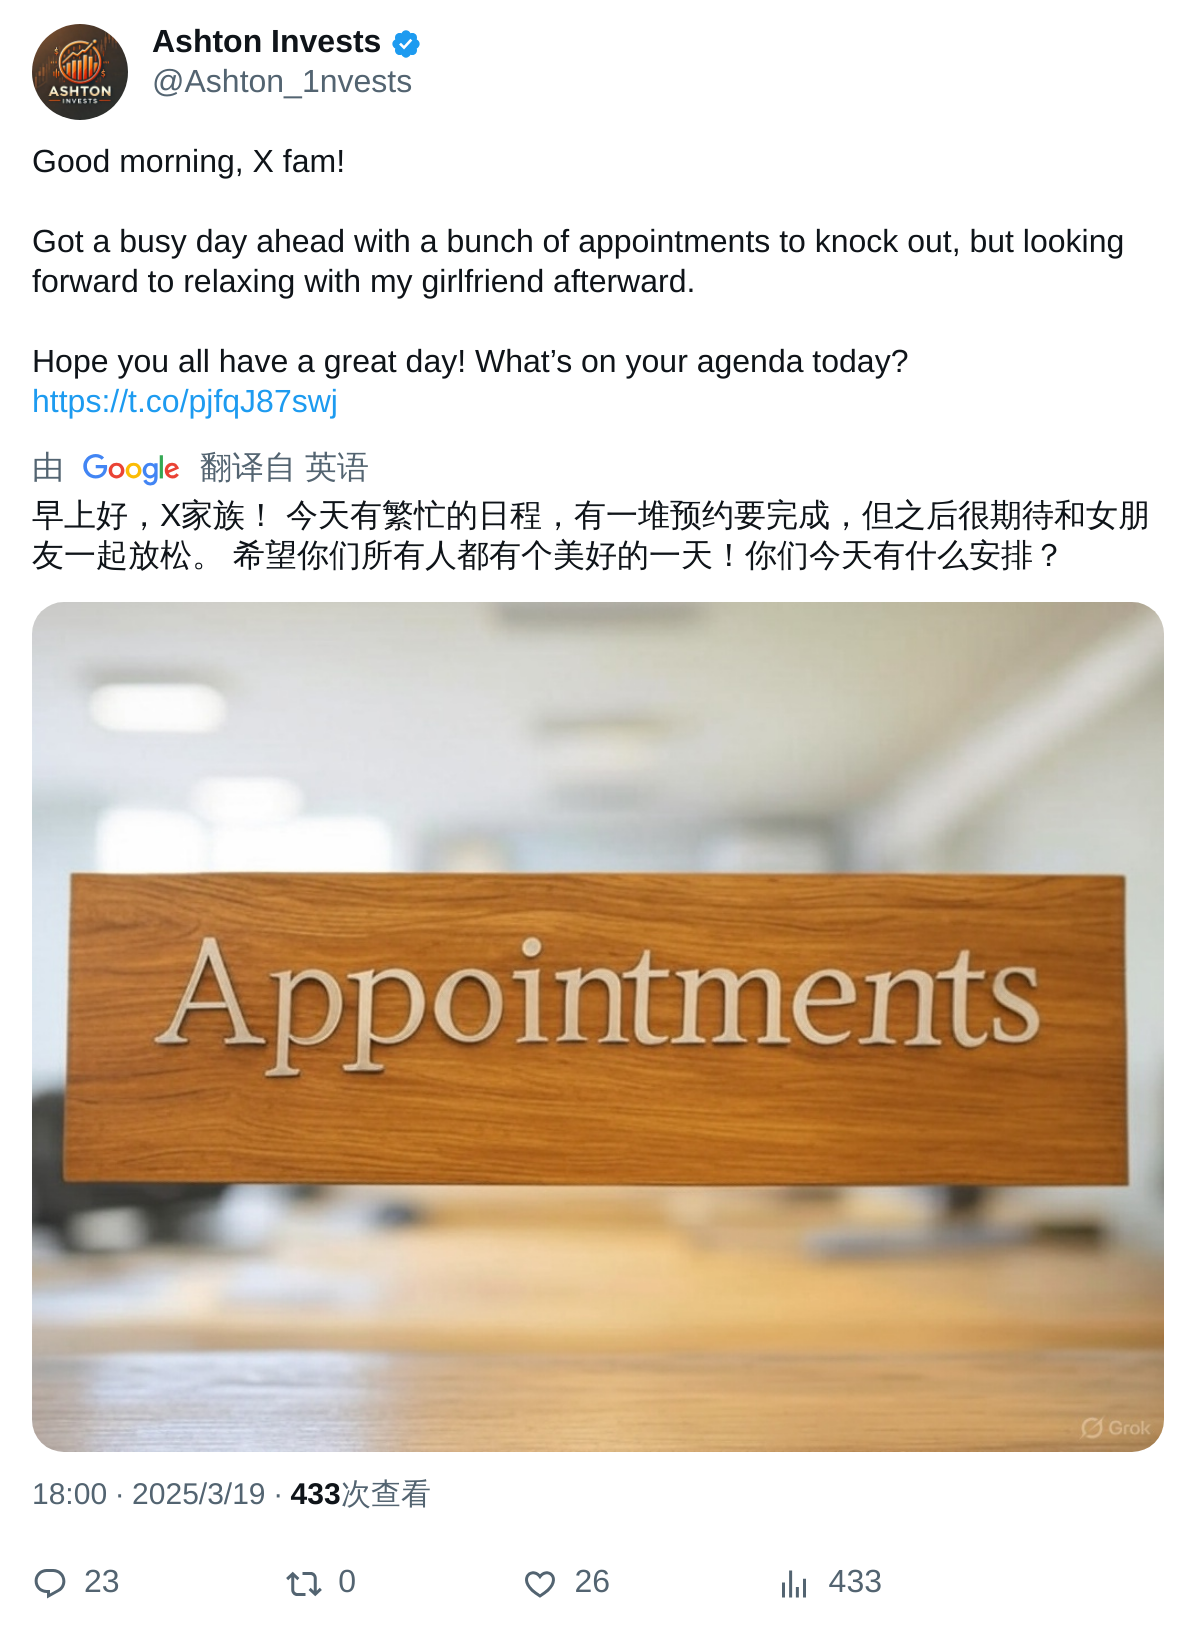 Ashton Invests
@Ashton_1nvests
ASHTON
INVESTS
Good morning, X fam!
Got a busy day ahead with a bunch of appointments to knock out, but looking
forward to relaxing with my girlfriend afterward.
Hope you all have a great day! What’s on your agenda today?
https://t.co/pjfqJ87swj
由 Google 翻译自 英语
早上好，X家族！ 今天有繁忙的日程，有一堆预约要完成，但之后很期待和女朋
友一起放松。 希望你们所有人都有个美好的一天！你们今天有什么安排？
Appointments
Grok
18:00 · 2025/3/19 · 433次查看
23 0 26 433